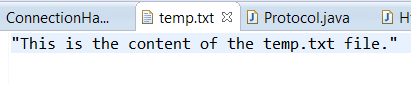 ConnectionHa... temp.txt Protocol.java
"This is the content of the temp.txt file."